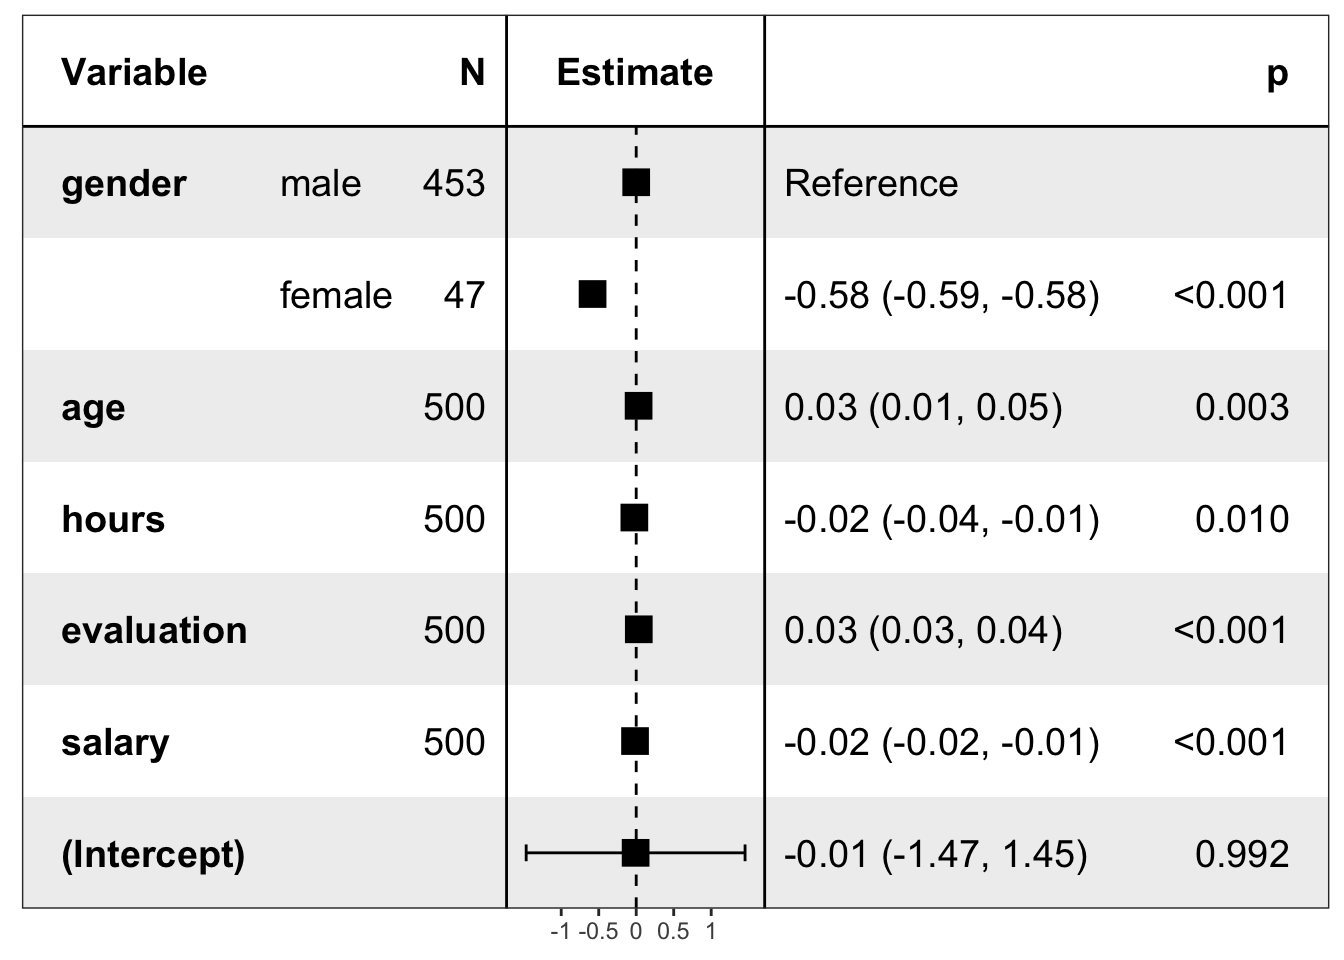 Variable N Estimate p
gender male 453 Reference
female 47 -0.58 (-0.59, -0.58) <0.001
age 500 0.03 (0.01, 0.05) 0.003
hours 500 -0.02 (-0.04, -0.01) 0.010
evaluation 500 0.03 (0.03, 0.04) <0.001
salary 500 -0.02 (-0.02, -0.01) <0.001
(Intercept) -0.01 (-1.47, 1.45) 0.992
-1 -0.5 0 0.5 1